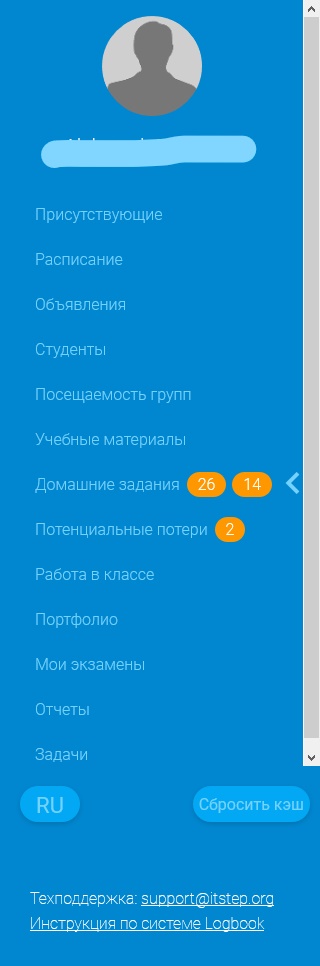 Присутствующие
Расписание
Объявления
Студенты
Посещаемость групп
Учебные материалы
Домашние задания 26 14
Потенциальные потери 2
Работа в классе
Портфолио
Мои экзамены
Отчеты
Задачи
RU Сбросить кэш
Техподдержка: support@itstep.org
Инструкция по системе Logbook